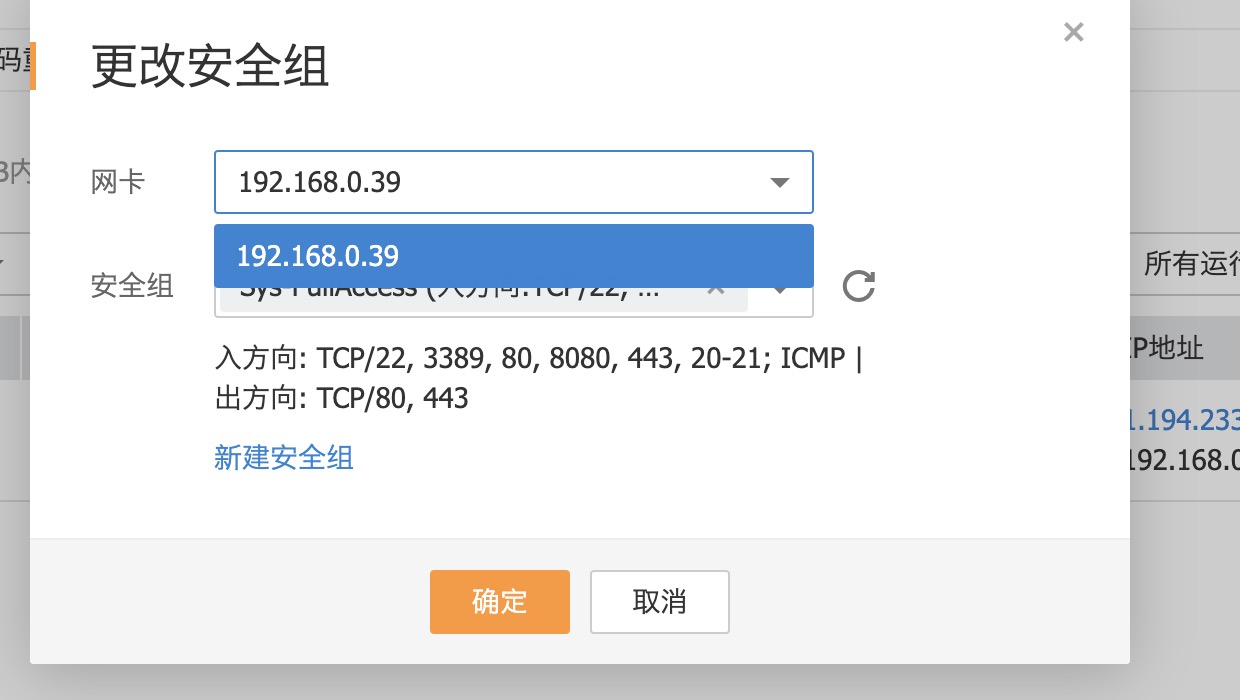 更改安全组
网卡
192.168.0.39
192.168.0.39
安全组
Sys-FullAccess (入方向:TCP/22, ...
入方向: TCP/22, 3389, 80, 8080, 443, 20-21; ICMP |
出方向: TCP/80, 443
新建安全组
确定
取消
码
B内
所有运行
IP地址
1.194.233
192.168.0